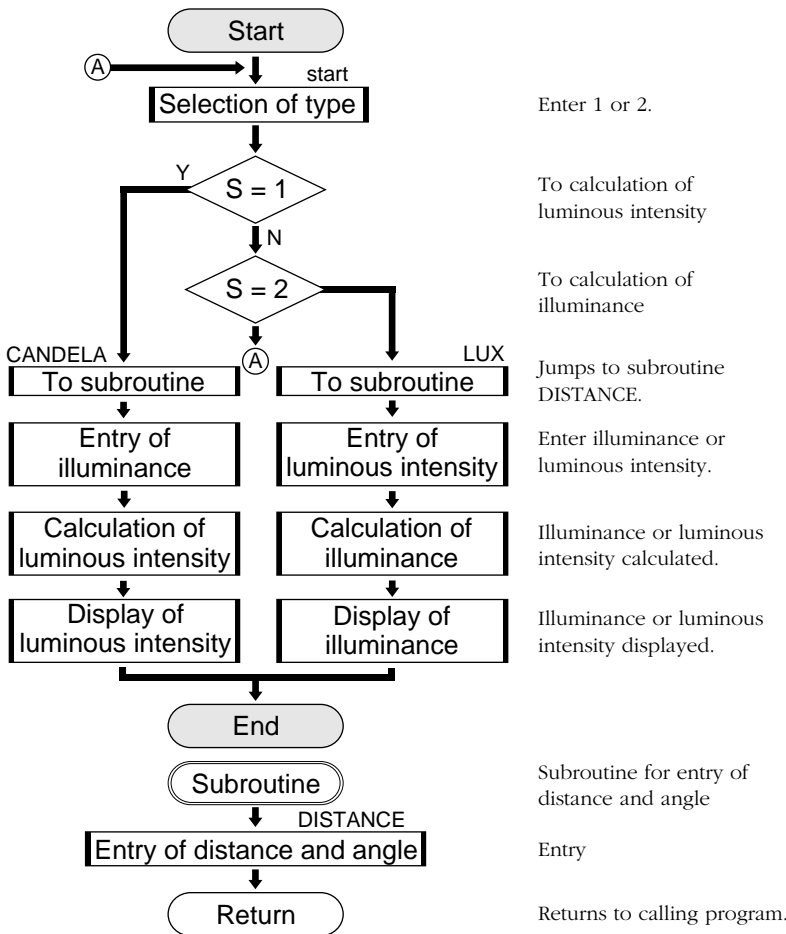 Start
A
start
Selection of type
Enter 1 or 2.
Y
S = 1
To calculation of
luminous intensity
N
S = 2
To calculation of
illuminance
A
CANDELA
LUX
To subroutine
To subroutine
Jumps to subroutine
DISTANCE.
Entry of
illuminance
Entry of
luminous intensity
Enter illuminance or
luminous intensity.
Calculation of
luminous intensity
Calculation of
illuminance
Illuminance or luminous
intensity calculated.
Display of
luminous intensity
Display of
illuminance
Illuminance or luminous
intensity displayed.
End
Subroutine
Subroutine for entry of
distance and angle
DISTANCE
Entry of distance and angle
Entry
Return
Returns to calling program.